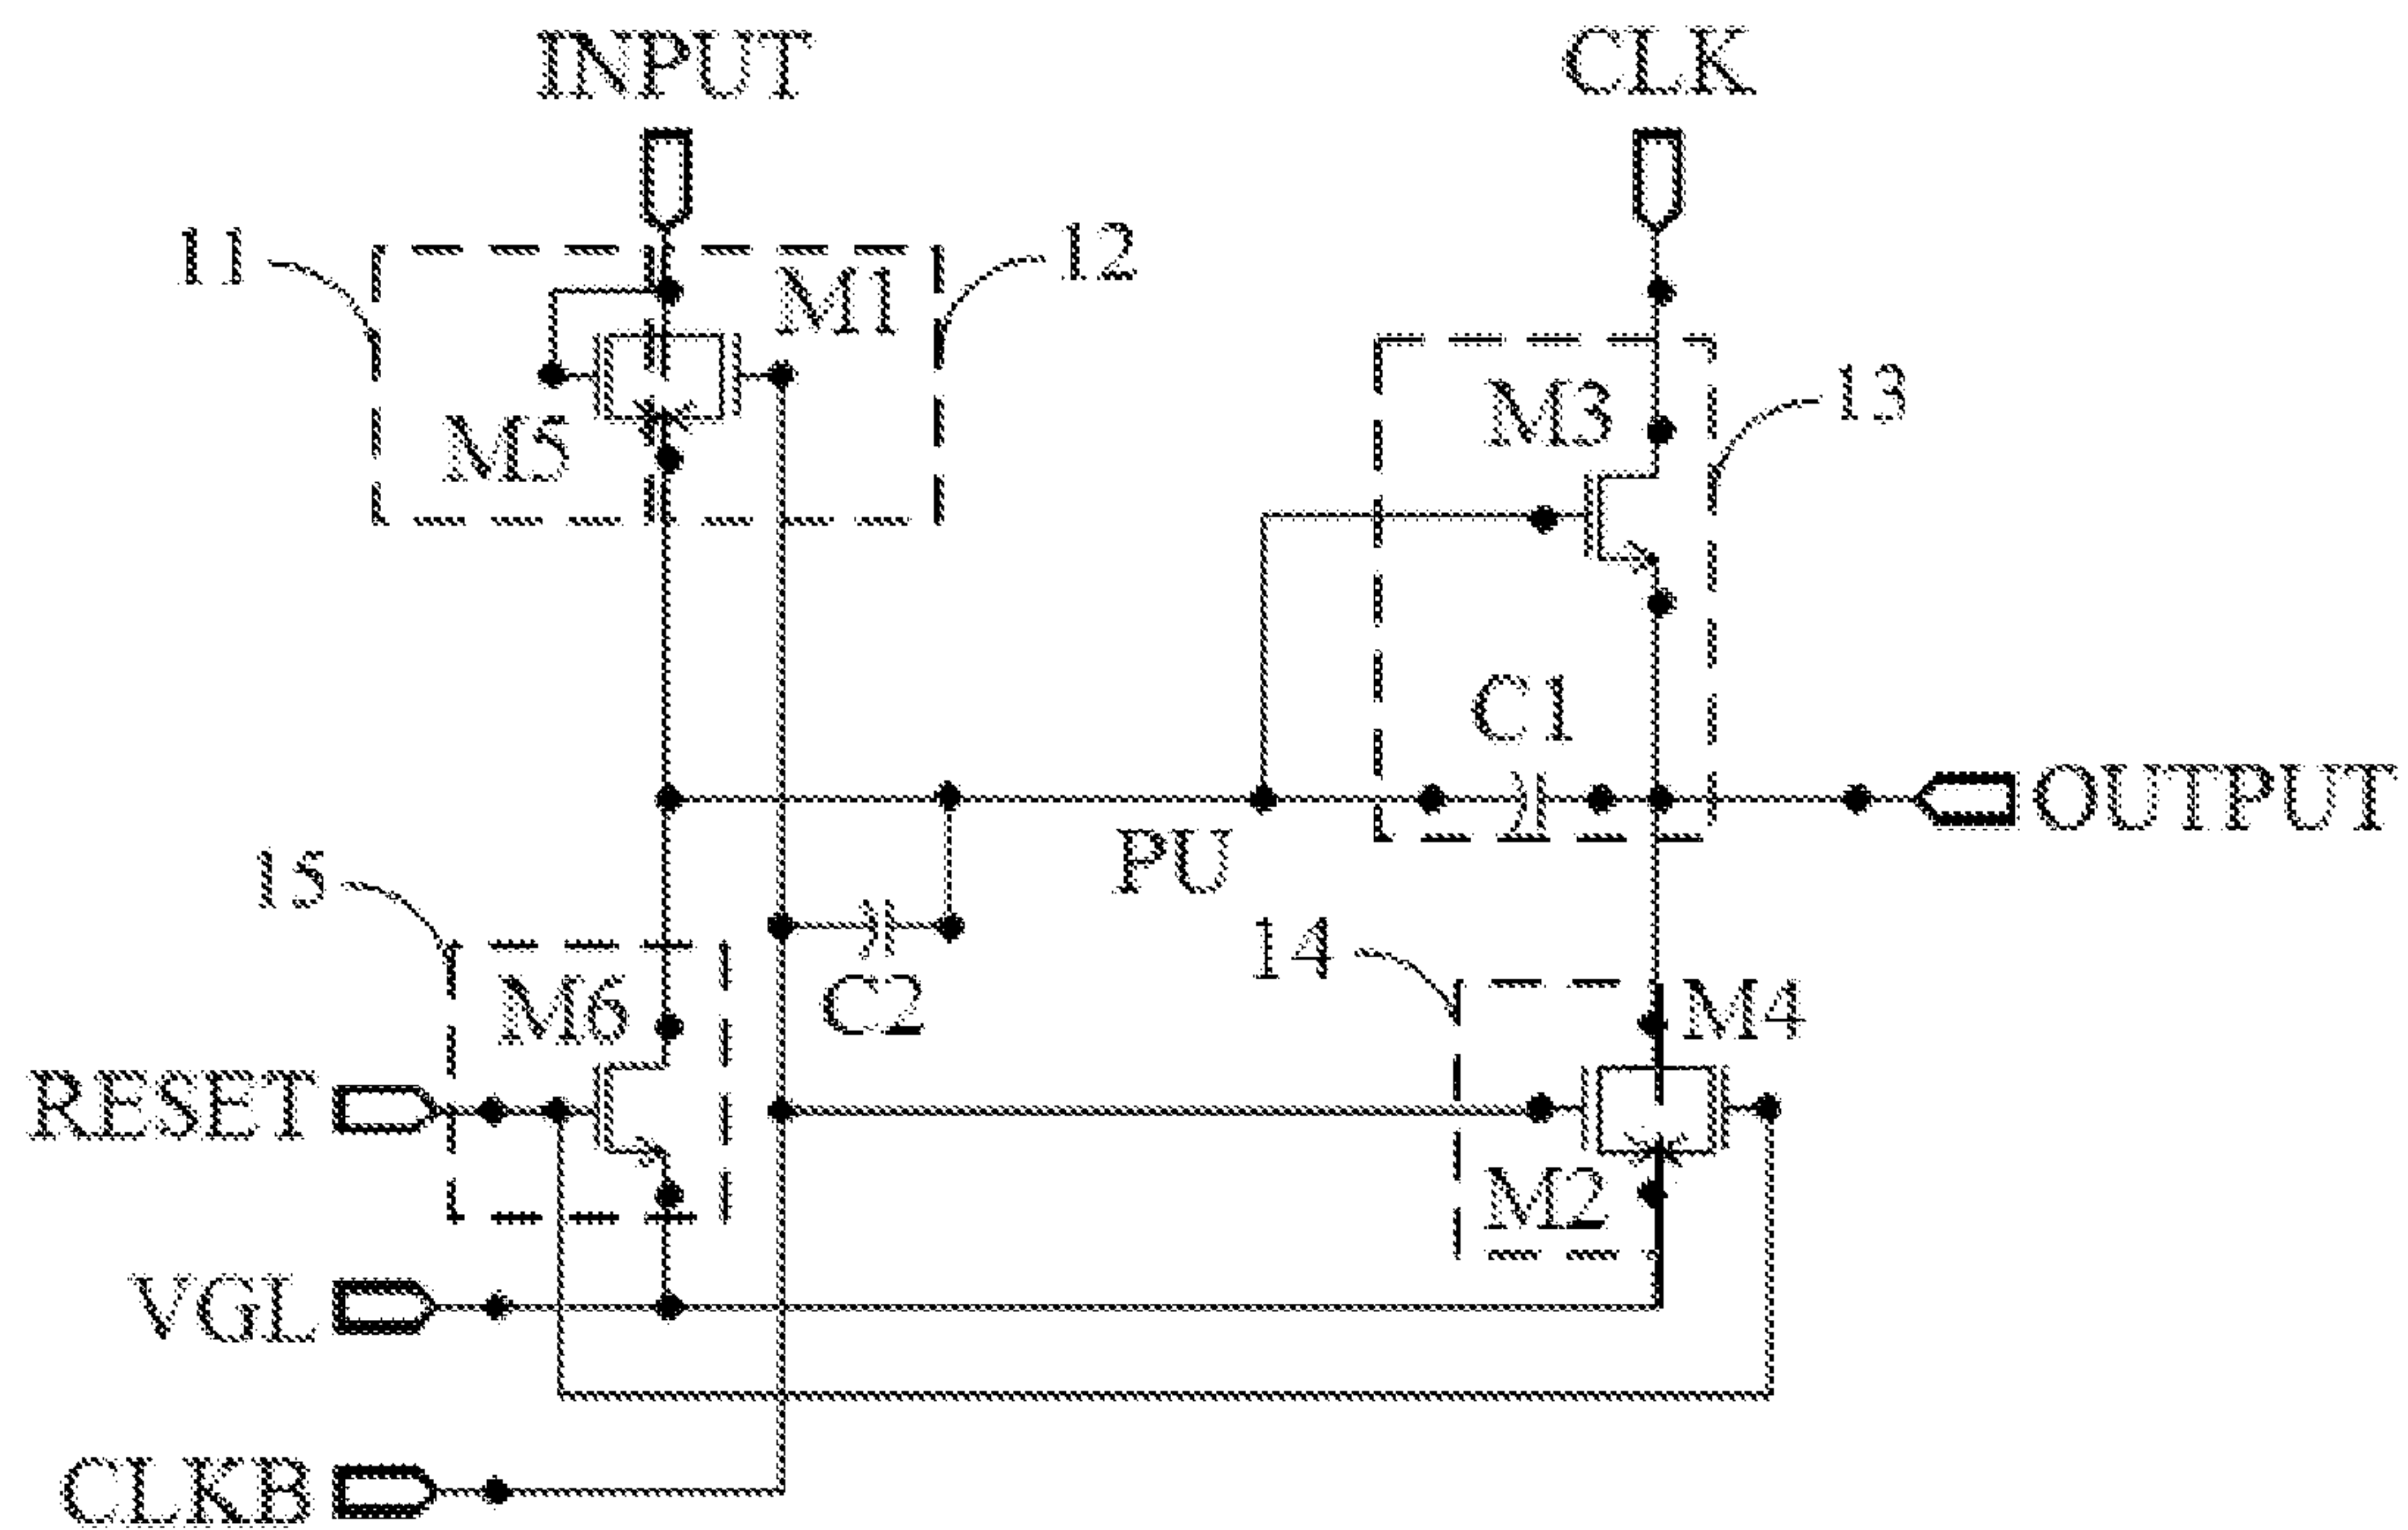 INPUT
CLK
11
12
M1
M5
M3
13
C1
OUTPUT
PU
15
14
M6
C2
M4
RESET
M2
VGL
CLKB